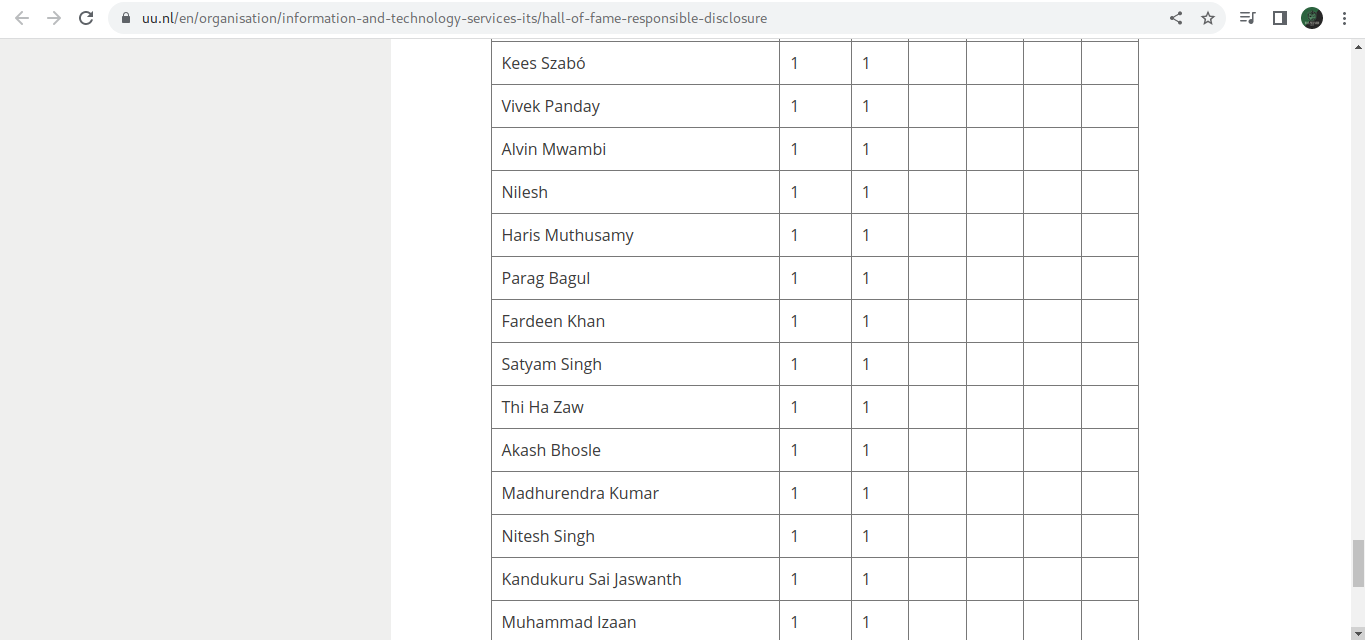 uu.nl/en/organisation/information-and-technology-services-its/hall-of-fame-responsible-disclosure
Kees Szabó 1 1
Vivek Panday 1 1
Alvin Mwambi 1 1
Nilesh 1 1
Haris Muthusamy 1 1
Parag Bagul 1 1
Fardeen Khan 1 1
Satyam Singh 1 1
Thi Ha Zaw 1 1
Akash Bhosle 1 1
Madhurendra Kumar 1 1
Nitesh Singh 1 1
Kandukuru Sai Jaswanth 1 1
Muhammad Izaan 1 1